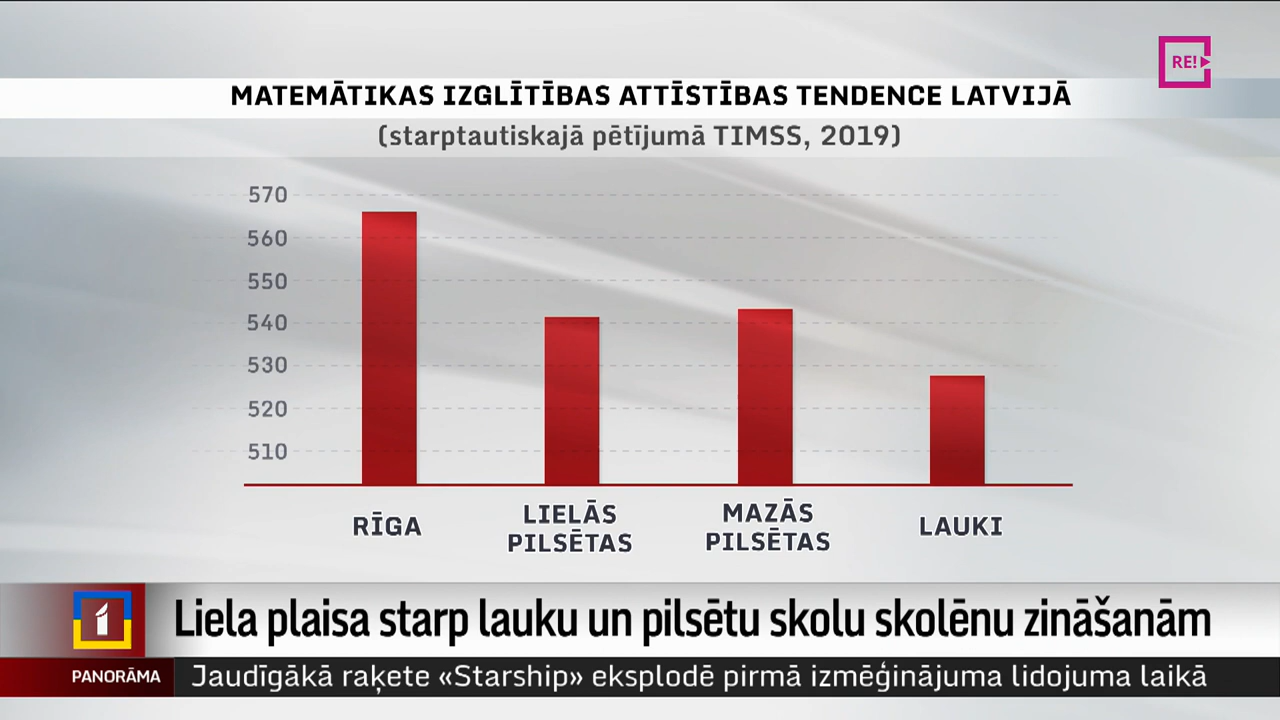 RE!
MATEMĀTIKAS IZGLĪTĪBAS ATTĪSTĪBAS TENDENCE LATVIJĀ
(starptautiskajā pētījumā TIMSS, 2019)
570
560
550
540
530
520
510
RĪGA
LIELĀS
PILSĒTAS
MAZĀS
PILSĒTAS
LAUKI
1
Liela plaisa starp lauku un pilsētu skolu skolēnu zināšanām
PANORĀMA
Jaudīgākā raķete «Starship» eksplodē pirmā izmēģinājuma lidojuma laikā